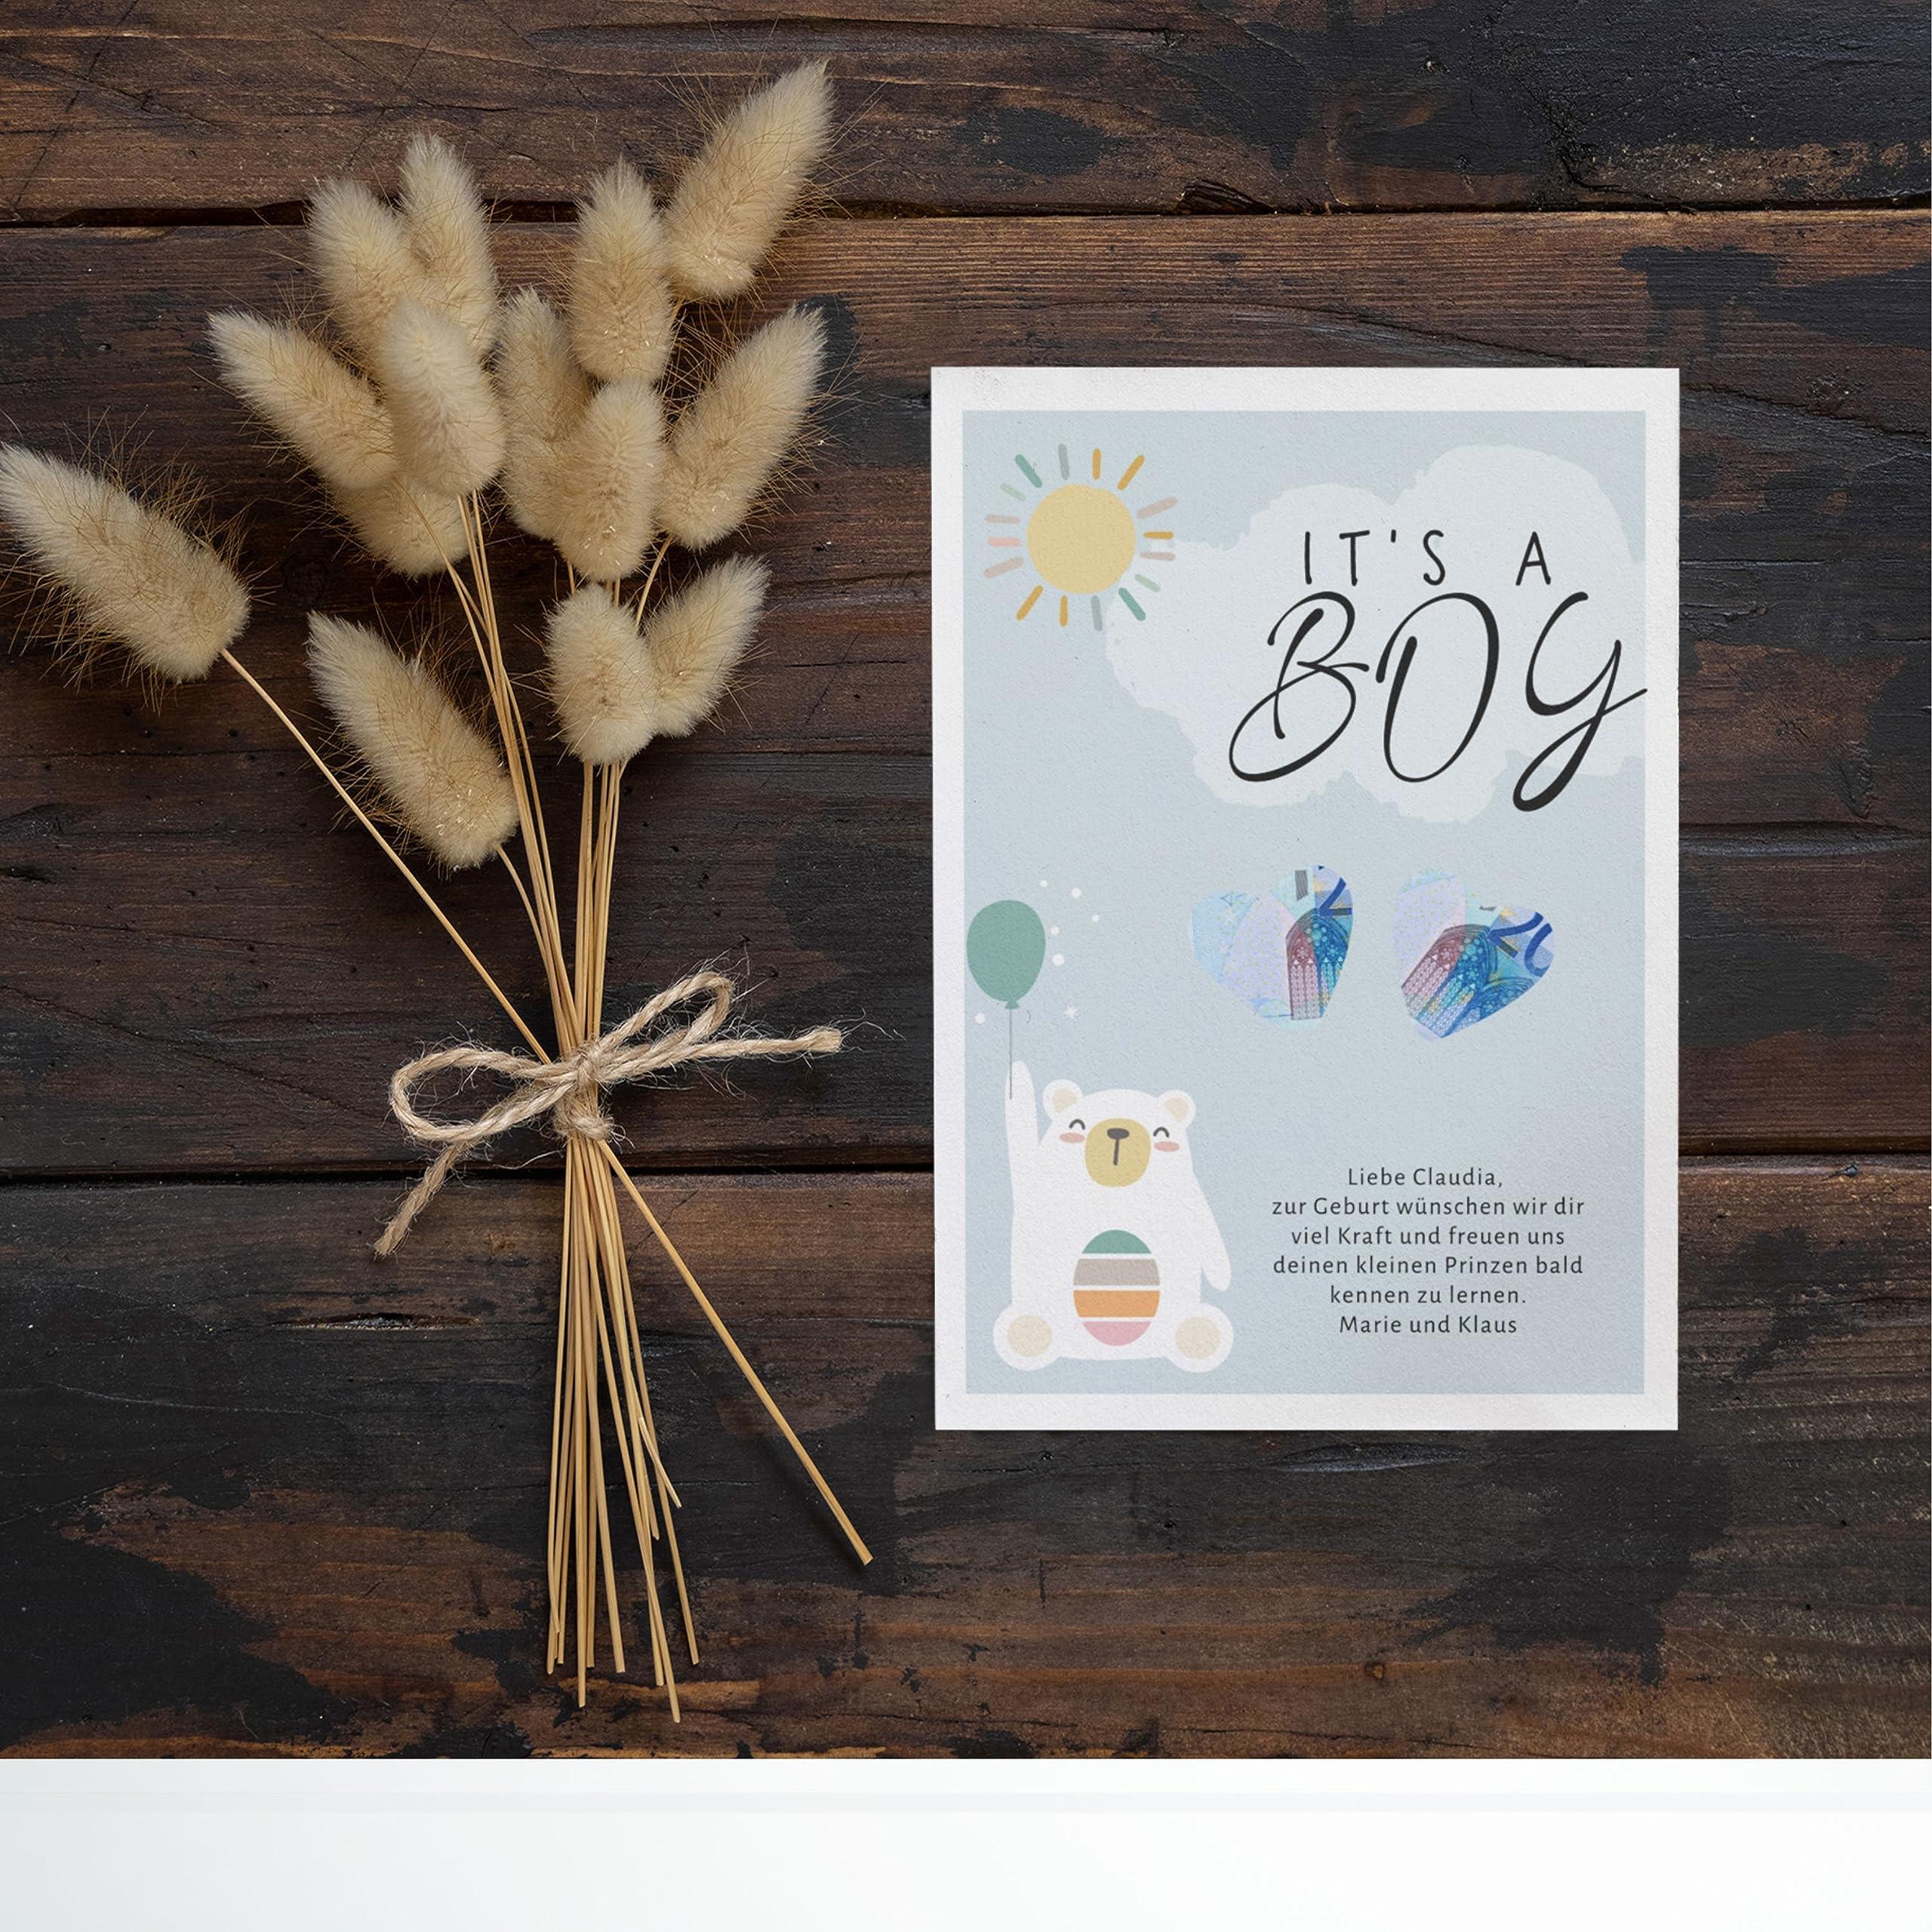 IT'S A
BOY
20
Liebe Claudia,
zur Geburt wünschen wir dir
viel Kraft und freuen uns
deinen kleinen Prinzen bald
kennen zu lernen.
Marie und Klaus